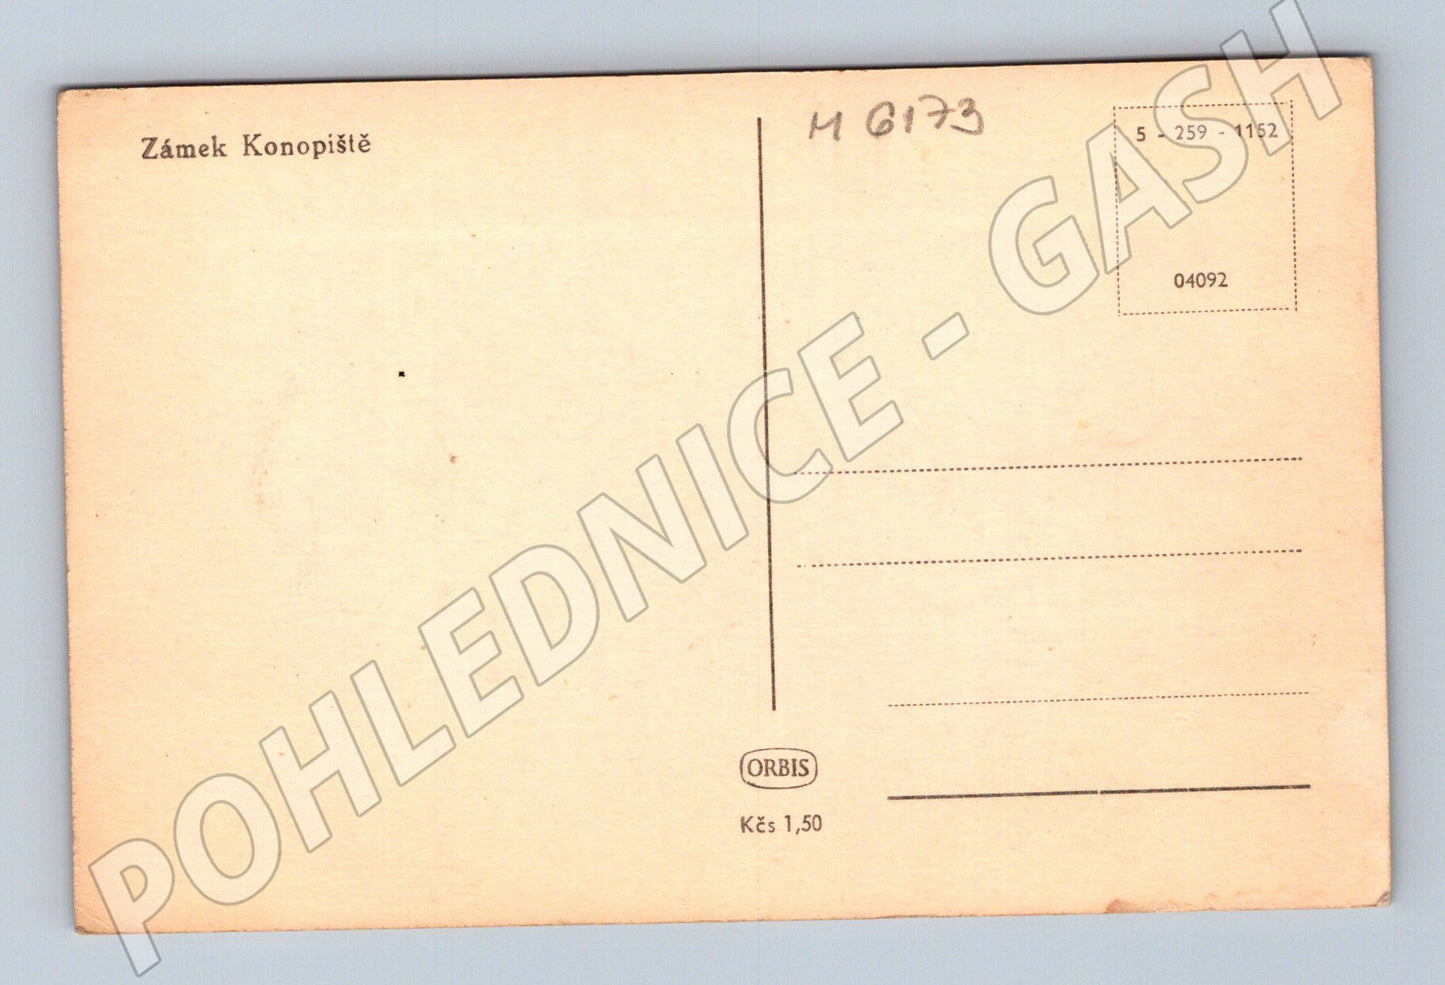 Zámek Konopiště
M 6173
5 - 259 - 1152
04092
ORBIS
Kčs 1,50
POHLEDNICE - GASH